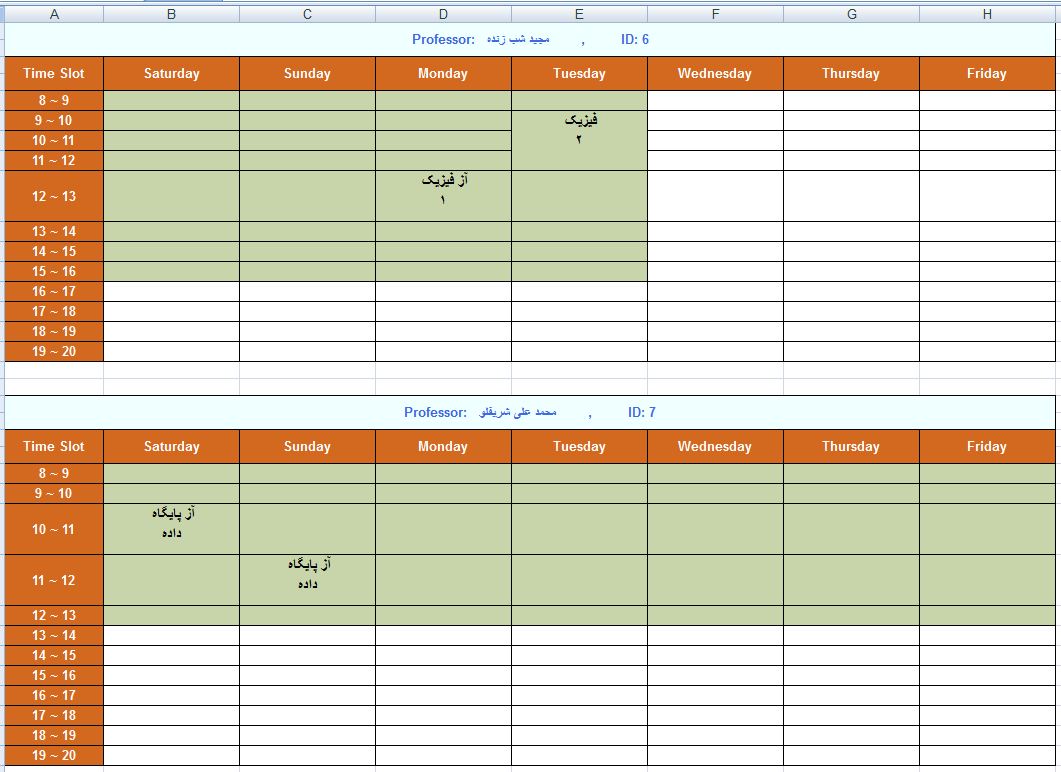 A B C D E F G H
Professor: مجید شب زنده , ID: 6
Time Slot Saturday Sunday Monday Tuesday Wednesday Thursday Friday
8 ~ 9
9 ~ 10 فیزیک
10 ~ 11 ۲
11 ~ 12
آز فیزیک
12 ~ 13
۱
13 ~ 14
14 ~ 15
15 ~ 16
16 ~ 17
17 ~ 18
18 ~ 19
19 ~ 20
Professor: محمد علی شریفلو , ID: 7
Time Slot Saturday Sunday Monday Tuesday Wednesday Thursday Friday
8 ~ 9
9 ~ 10
آز پایگاه
10 ~ 11
داده
آز پایگاه
11 ~ 12
داده
12 ~ 13
13 ~ 14
14 ~ 15
15 ~ 16
16 ~ 17
17 ~ 18
18 ~ 19
19 ~ 20